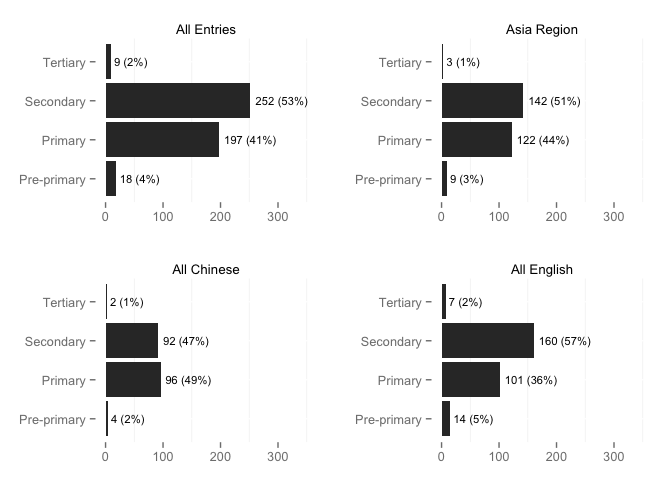 All Entries
Tertiary
9 (2%)
Secondary
252 (53%)
Primary
197 (41%)
Pre-primary
18 (4%)
0 100 200 300
Asia Region
Tertiary
3 (1%)
Secondary
142 (51%)
Primary
122 (44%)
Pre-primary
9 (3%)
0 100 200 300
All Chinese
Tertiary
2 (1%)
Secondary
92 (47%)
Primary
96 (49%)
Pre-primary
4 (2%)
0 100 200 300
All English
Tertiary
7 (2%)
Secondary
160 (57%)
Primary
101 (36%)
Pre-primary
14 (5%)
0 100 200 300